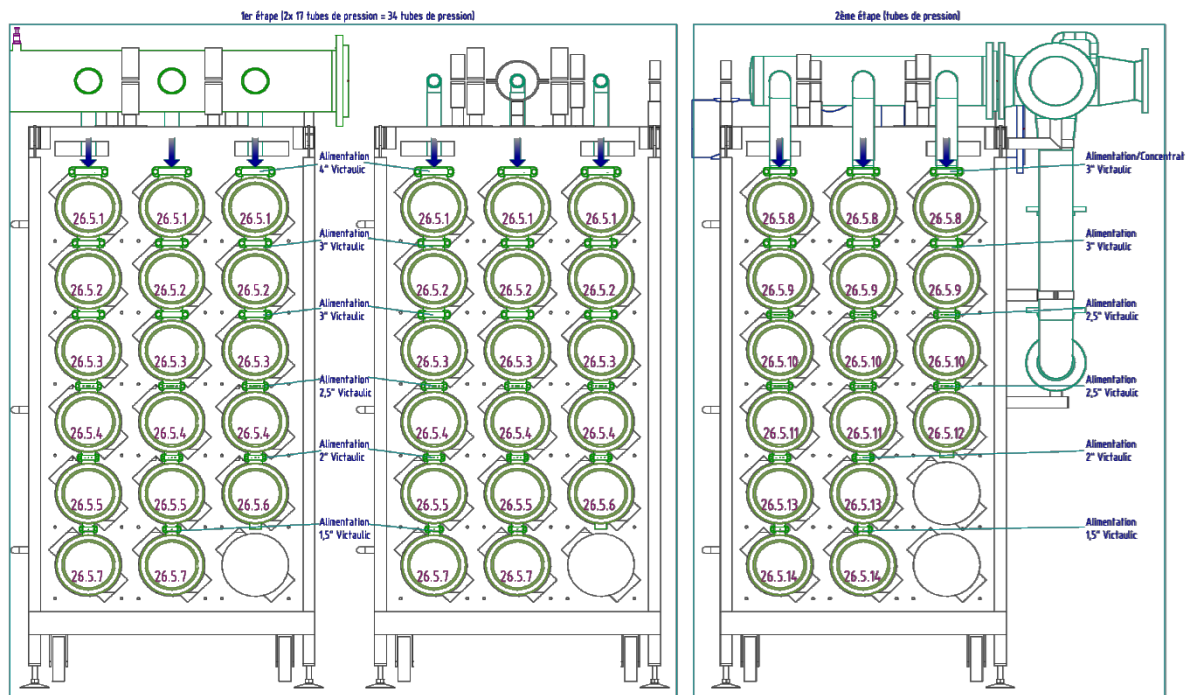 1er étape (2x 17 tubes de pression = 34 tubes de pression)
2ème étape (tubes de pression)
Alimentation
4" Victaulic
Alimentation/Concentrat
3" Victaulic
26.5.1 26.5.1 26.5.1 26.5.1 26.5.1 26.5.1 26.5.8 26.5.8 26.5.8
Alimentation
3" Victaulic
Alimentation
3" Victaulic
26.5.2 26.5.2 26.5.2 26.5.2 26.5.2 26.5.2 26.5.9 26.5.9 26.5.9
Alimentation
3" Victaulic
Alimentation
2,5" Victaulic
26.5.3 26.5.3 26.5.3 26.5.3 26.5.3 26.5.3 26.5.10 26.5.10 26.5.10
Alimentation
2,5" Victaulic
Alimentation
2,5" Victaulic
26.5.4 26.5.4 26.5.4 26.5.4 26.5.4 26.5.4 26.5.11 26.5.11 26.5.12
Alimentation
2" Victaulic
Alimentation
2" Victaulic
26.5.5 26.5.5 26.5.6 26.5.5 26.5.5 26.5.6 26.5.13 26.5.13
Alimentation
1,5" Victaulic
Alimentation
1,5" Victaulic
26.5.7 26.5.7 26.5.7 26.5.7 26.5.14 26.5.14